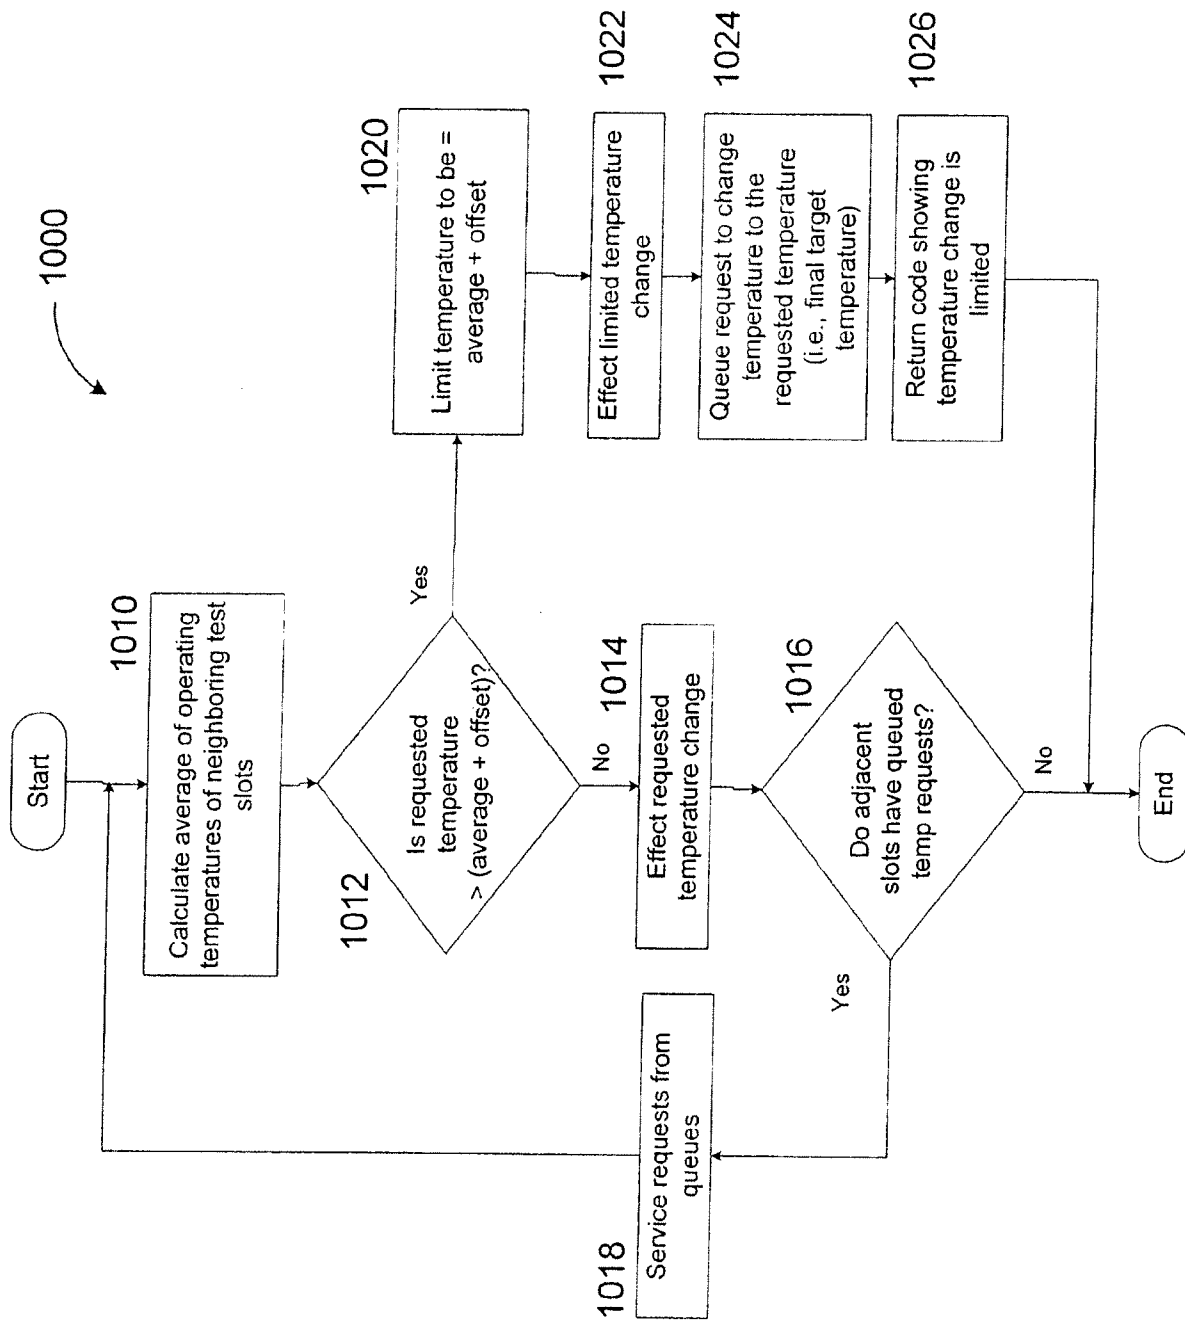 1000
Start
1010
Calculate average of operating
temperatures of neighboring test
slots
1012
Is requested
temperature
> (average + offset)?
Yes
No
1020
Limit temperature to be =
average + offset
1022
Effect limited temperature
change
1024
Queue request to change
temperature to the
requested temperature
(i.e., final target
temperature)
1026
Return code showing
temperature change is
limited
1014
Effect requested
temperature change
1016
Do adjacent
slots have queued
temp requests?
Yes
No
1018
Service requests from
queues
End